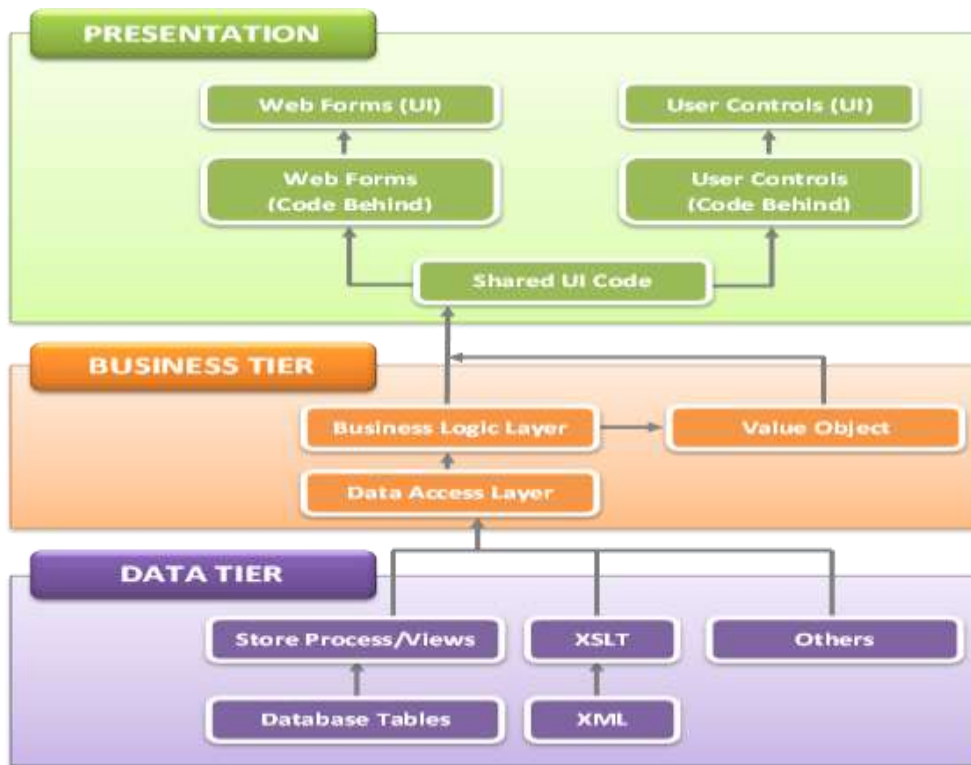 PRESENTATION
Web Forms (UI)
User Controls (UI)
Web Forms
(Code Behind)
User Controls
(Code Behind)
Shared UI Code
BUSINESS TIER
Business Logic Layer
Value Object
Data Access Layer
DATA TIER
Store Process/Views
XSLT
Others
Database Tables
XML